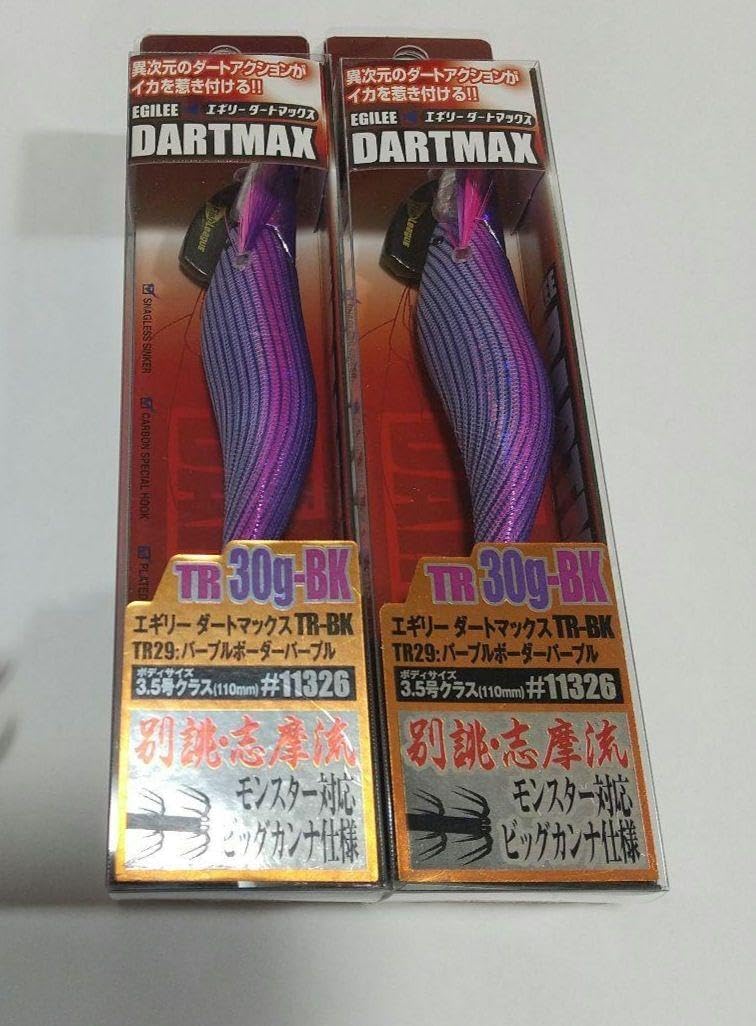 異次元のダートアクションが
イカを惹き付ける!!
EGILEE エギリーダートマックス
DARTMAX
League
SNAGLESS SINKER
CARBON SPECIAL HOOK
PLATED
TR 30g-BK
エギリー ダートマックス TR-BK
TR29:パープルボーダーパープル
ボディサイズ
3.5号クラス(110mm) #11326
別誂・志摩流
モンスター対応
ビッグカンナ仕様
異次元のダートアクションが
イカを惹き付ける!!
EGILEE エギリーダートマックス
DARTMAX
TR 30g-BK
エギリー ダートマックス TR-BK
TR29:パープルボーダーパープル
ボディサイズ
3.5号クラス(110mm) #11326
別誂・志摩流
モンスター対応
ビッグカンナ仕様